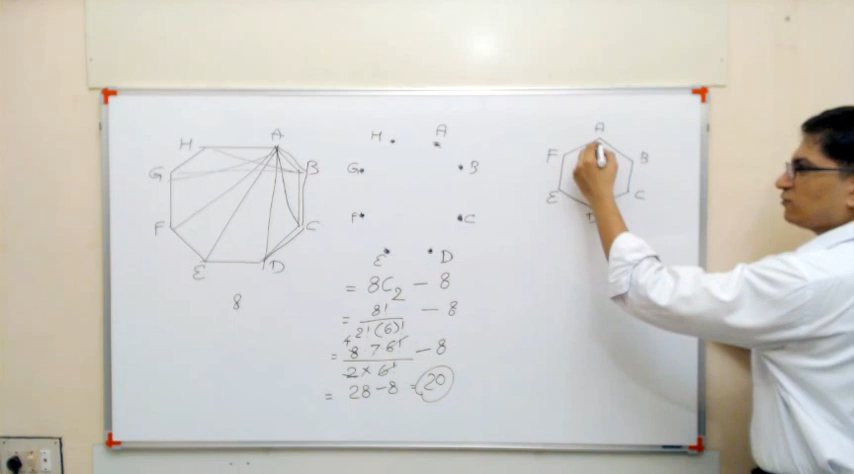 H A
G B
F C
E D
8
H A
G B
F C
E D
= 8C2 - 8
= 8! / 2!(6)! - 8
= 4 8 7 6! / 2 × 6! - 8
= 28 - 8 = 20
A
F B
E C
D